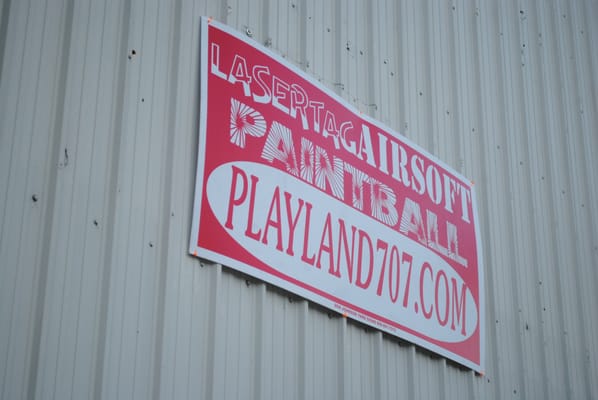 LASERTAG AIRSOFT
PAINTBALL
PLAYLAND707.COM